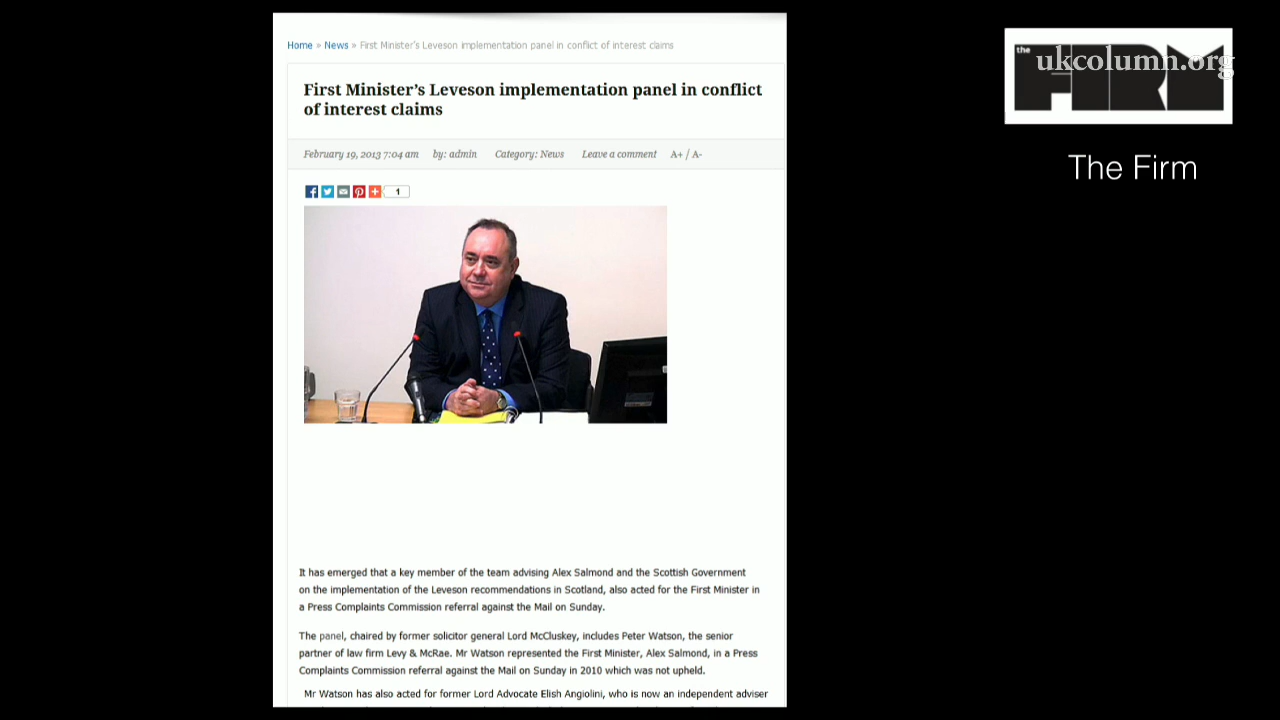 Home » News » First Minister's Leveson implementation panel in conflict of interest claims
First Minister's Leveson implementation panel in conflict
of interest claims
February 19, 2013 7:04 am by: admin Category: News Leave a comment A+ / A-
1
It has emerged that a key member of the team advising Alex Salmond and the Scottish Government
on the implementation of the Leveson recommendations in Scotland, also acted for the First Minister in
a Press Complaints Commission referral against the Mail on Sunday.
The panel, chaired by former solicitor general Lord McCluskey, includes Peter Watson, the senior
partner of law firm Levy & McRae. Mr Watson represented the First Minister, Alex Salmond, in a Press
Complaints Commission referral against the Mail on Sunday in 2010 which was not upheld.
Mr Watson has also acted for former Lord Advocate Elish Angiolini, who is now an independent adviser
the
FIRM
ukcolumn.org
The Firm